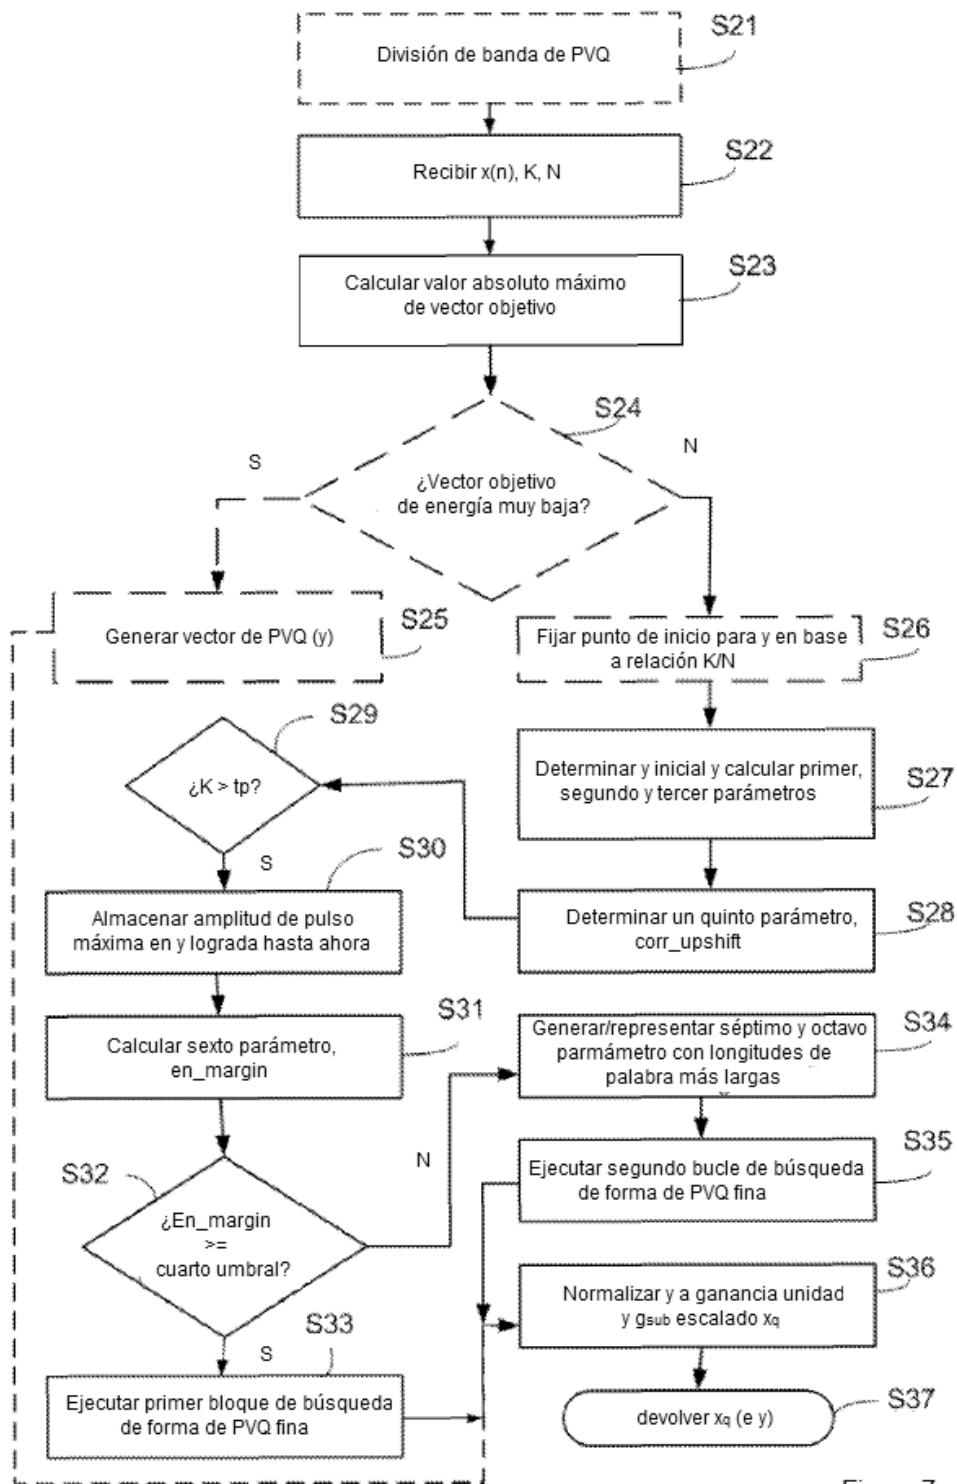 S21
División de banda de PVQ
S22
Recibir x(n), K, N
S23
Calcular valor absoluto máximo
de vector objetivo
S24
S
N
¿Vector objetivo
de energía muy baja?
S25
Generar vector de PVQ (y)
S26
Fijar punto de inicio para y en base
a relación K/N
S29
¿K > tp?
S27
Determinar y inicial y calcular primer,
segundo y tercer parámetros
S
S30
Almacenar amplitud de pulso
máxima en y lograda hasta ahora
S28
Determinar un quinto parámetro,
corr_upshift
S31
Calcular sexto parámetro,
en_margin
S34
Generar/representar séptimo y octavo
parmámetro con longitudes de
palabra más largas
S32
N
¿En_margin
>=
cuarto umbral?
S35
Ejecutar segundo bucle de búsqueda
de forma de PVQ fina
S36
Normalizar y a ganancia unidad
y gsub escalado xq
S33
S
Ejecutar primer bloque de búsqueda
de forma de PVQ fina
S37
devolver xq (e y)